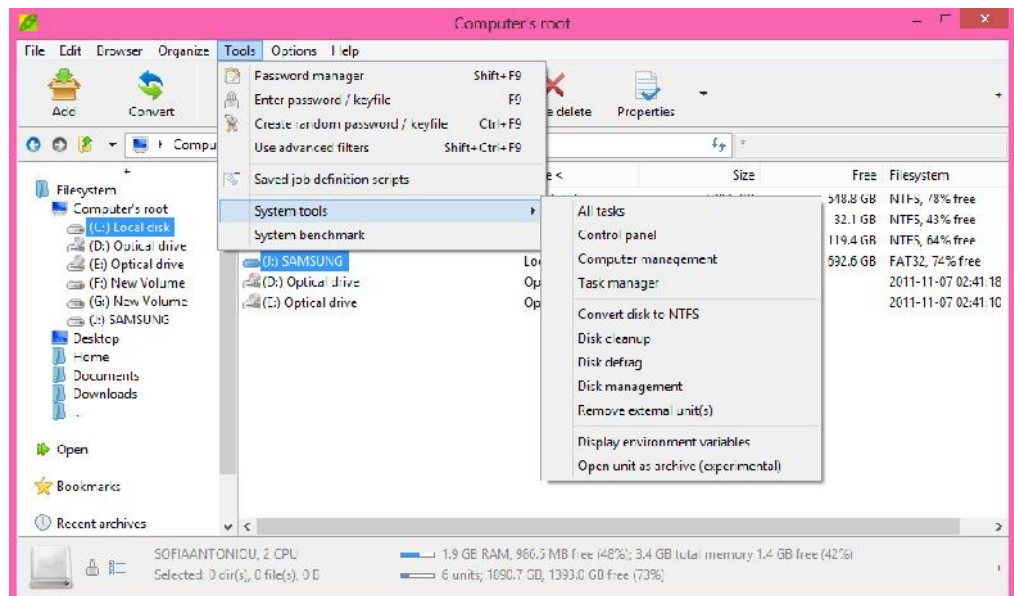 Computer's root
File Edit Browser Organize Tools Options Help
Add Convert e delete Properties
Password manager Shift+F9
Enter password / keyfile F9
Create random password / keyfile Ctrl+F9
Use advanced filters Shift+Ctrl+F9
Saved job definition scripts
System tools
System benchmark
Compu
e < Size Free Filesystem
548.8 GB NTFS, 78% free
32.1 GB NTFS, 43% free
119.4 GB NTFS, 64% free
(J:) SAMSUNG Loc 592.6 GB FAT32, 74% free
(D:) Optical drive Op 2011-11-07 02:41:18
(E:) Optical drive Op 2011-11-07 02:41:10
All tasks
Control panel
Computer management
Task manager
Convert disk to NTFS
Disk cleanup
Disk defrag
Disk management
Remove external unit(s)
Display environment variables
Open unit as archive (experimental)
Filesystem
Computer's root
(C:) Local disk
(D:) Optical drive
(E:) Optical drive
(F:) New Volume
(G:) New Volume
(J:) SAMSUNG
Desktop
Home
Documents
Downloads
..
Open
Bookmarks
Recent archives
SOFIAANTONIOU, 2 CPU 1.9 GB RAM, 986.5 MB free (48%); 3.4 GB total memory 1.4 GB free (42%)
Selected: 0 dir(s), 0 file(s), 0 B 6 units; 1890.7 GB, 1393.0 GB free (73%)